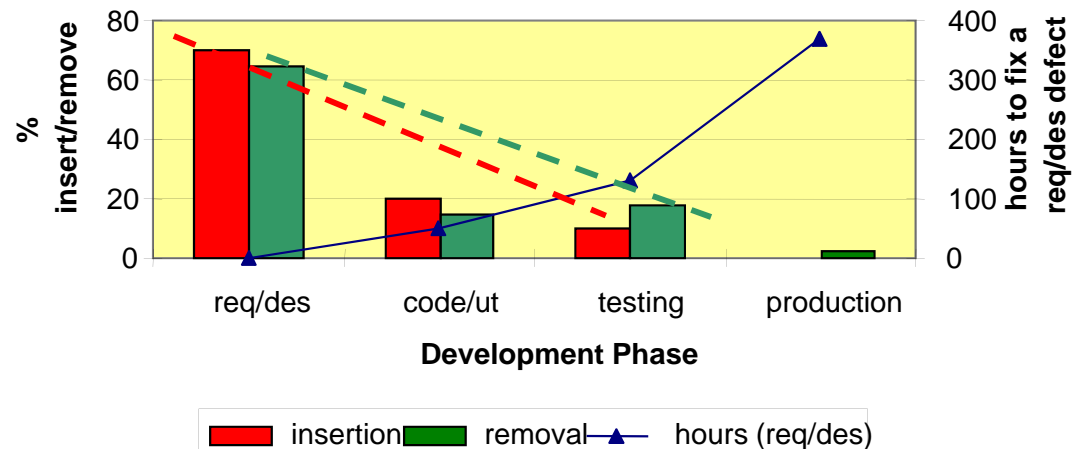 %
insert/remove
80
60
40
20
0
400
300
200
100
0
hours to fix a
req/des defect
req/des code/ut testing production
Development Phase
insertion removal hours (req/des)